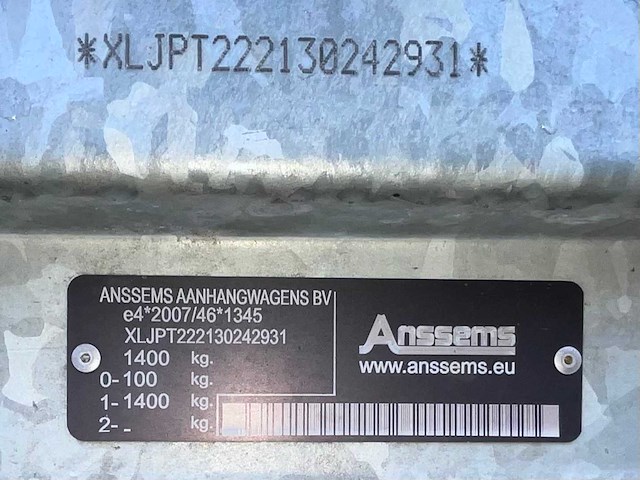 *XLJPT222130242931*
ANSSEMS AANHANGWAGENS BV
e4*2007/46*1345
XLJPT222130242931
1400 kg.
0- 100 kg.
1- 1400 kg.
2- - kg.
Anssems
www.anssems.eu